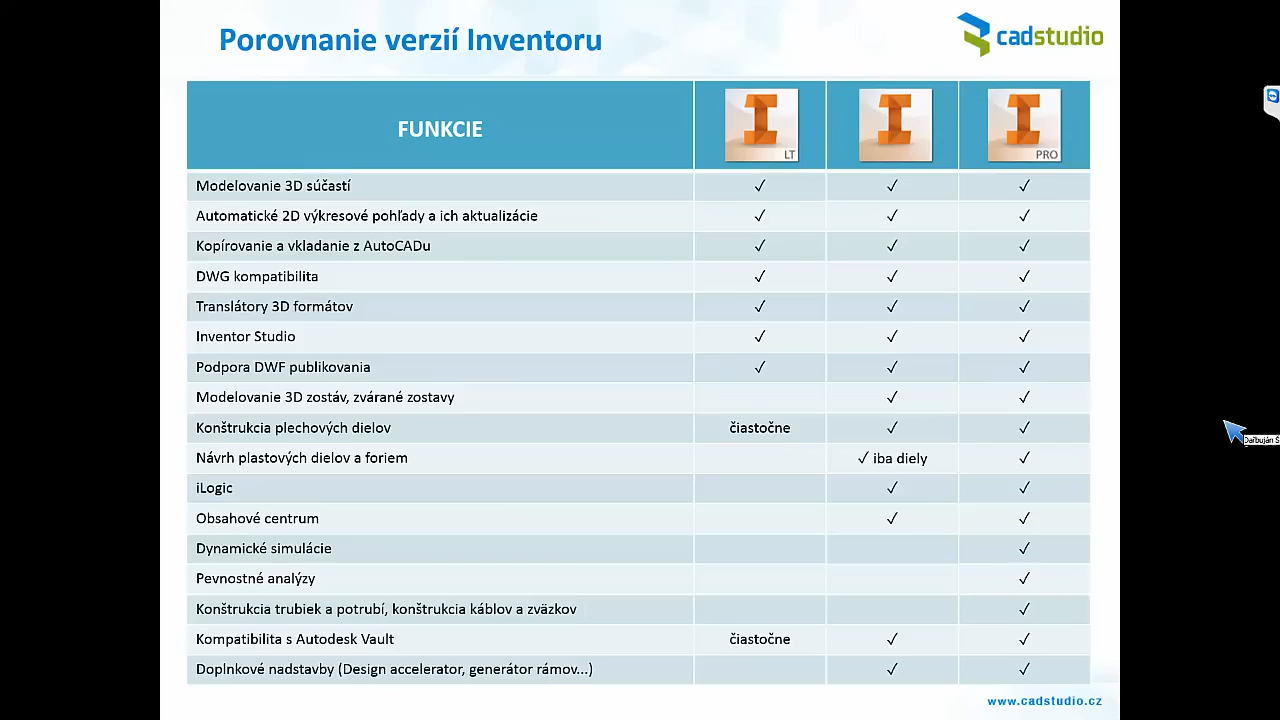 Porovnanie verzií Inventoru
cadstudio
FUNKCIE
LT
PRO
Modelovanie 3D súčastí ✓ ✓ ✓
Automatické 2D výkresové pohľady a ich aktualizácie ✓ ✓ ✓
Kopírovanie a vkladanie z AutoCADu ✓ ✓ ✓
DWG kompatibilita ✓ ✓ ✓
Translátory 3D formátov ✓ ✓ ✓
Inventor Studio ✓ ✓ ✓
Podpora DWF publikovania ✓ ✓ ✓
Modelovanie 3D zostáv, zvárané zostavy ✓ ✓
Konštrukcia plechových dielov čiastočne ✓ ✓
Návrh plastových dielov a foriem ✓ iba diely ✓
iLogic ✓ ✓
Obsahové centrum ✓ ✓
Dynamické simulácie ✓
Pevnostné analýzy ✓
Konštrukcia trubiek a potrubí, konštrukcia káblov a zväzkov ✓
Kompatibilita s Autodesk Vault čiastočne ✓ ✓
Doplnkové nadstavby (Design accelerator, generátor rámov...) ✓ ✓
www.cadstudio.cz